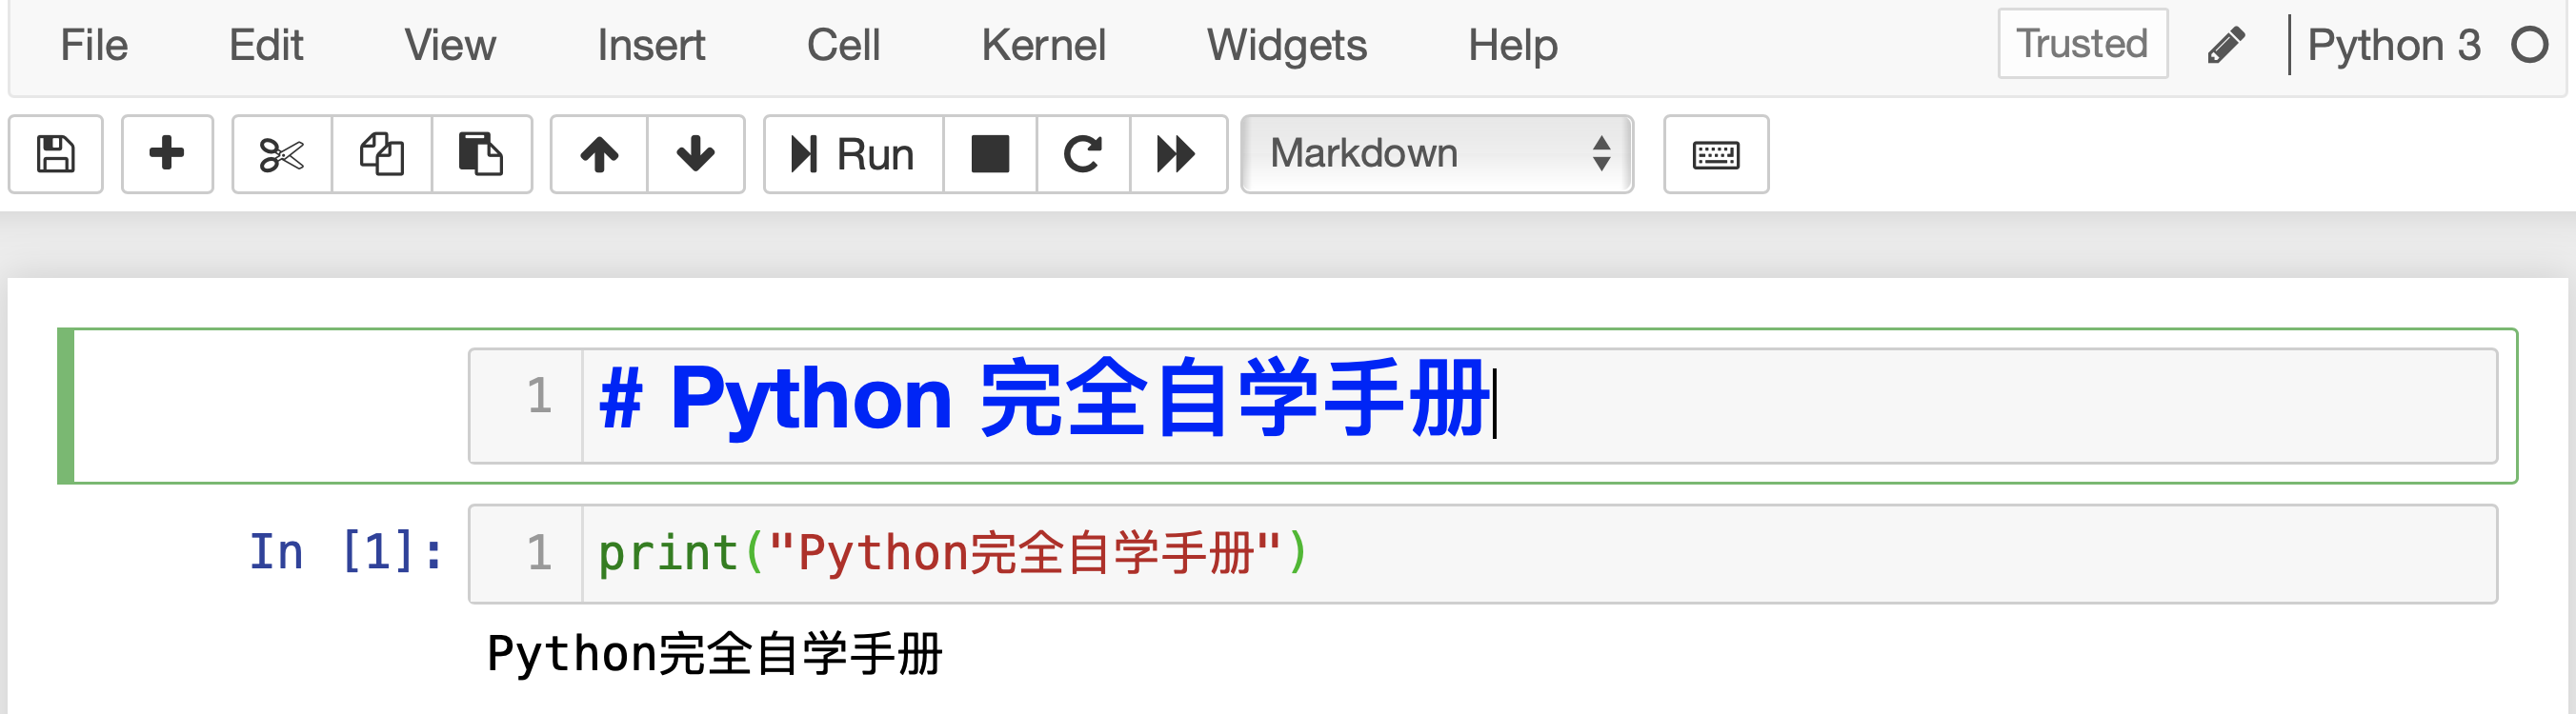 File Edit View Insert Cell Kernel Widgets Help Trusted Python 3
Run Markdown
1 # Python 完全自学手册
In [1]: 1 print("Python完全自学手册")
Python完全自学手册